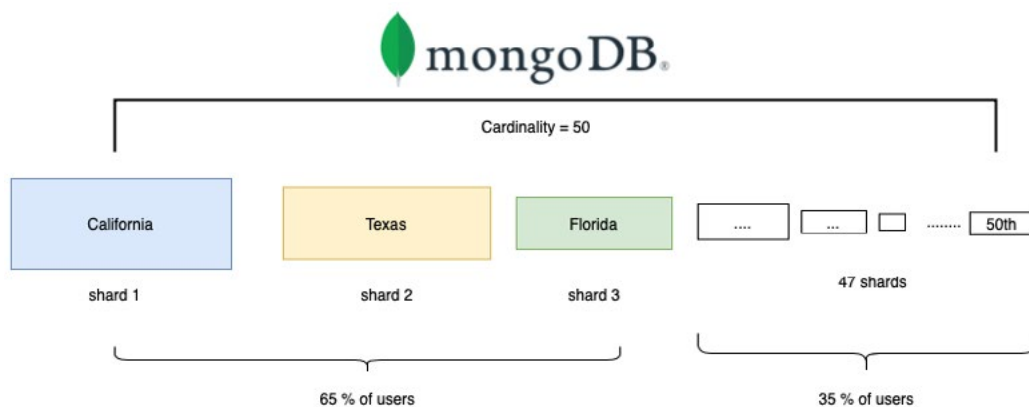 mongoDB®
Cardinality = 50
California
Texas
Florida
....
...
........
50th
shard 1
shard 2
shard 3
47 shards
65 % of users
35 % of users